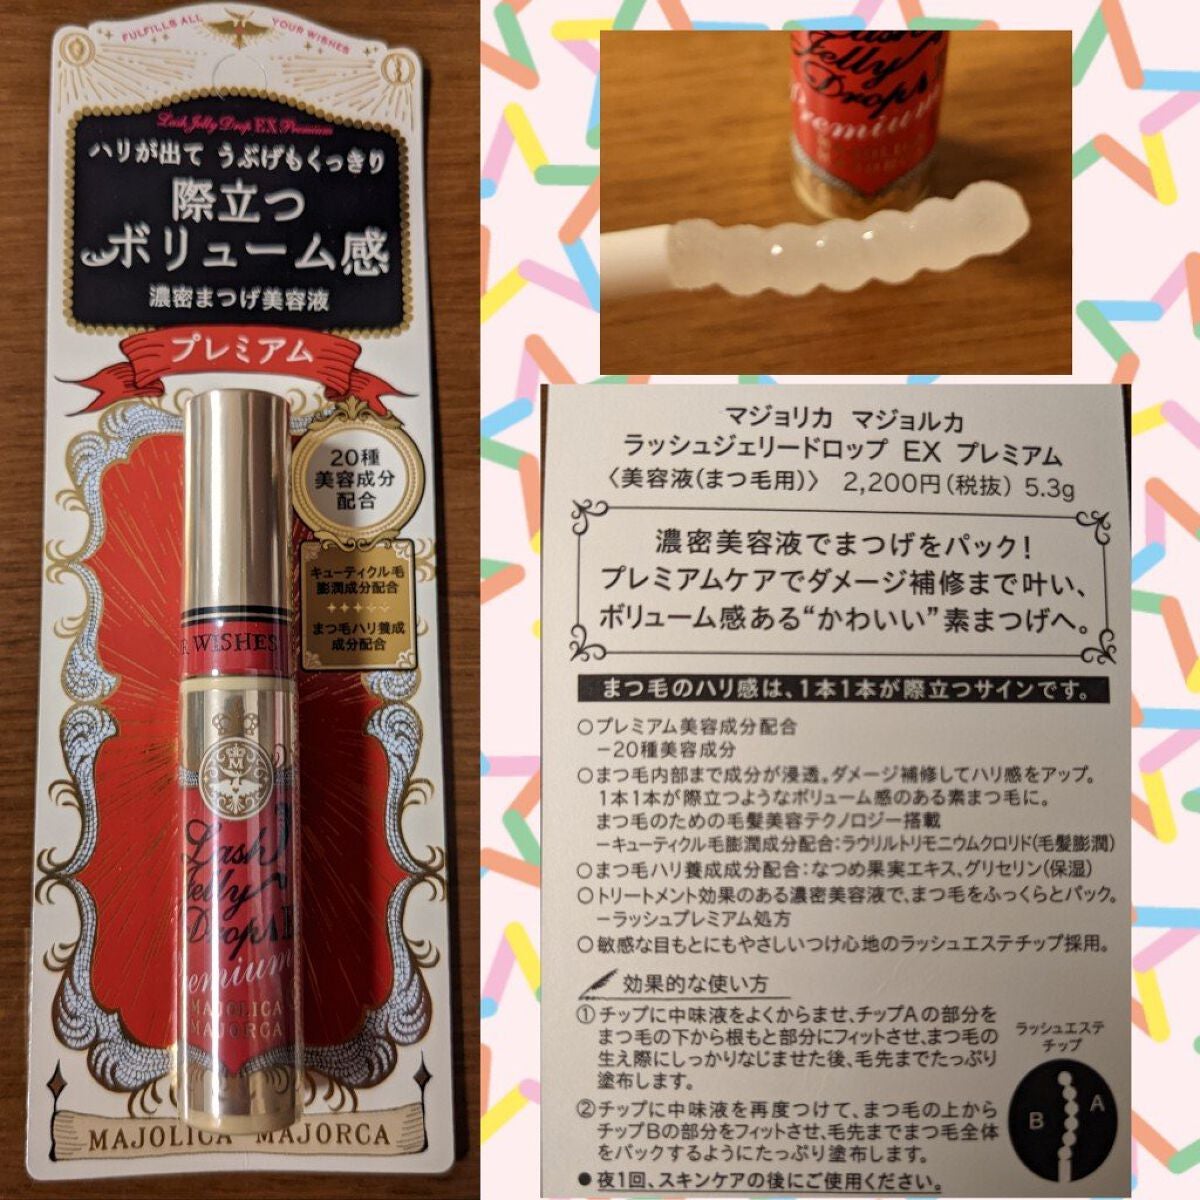 FULFILLS ALL YOUR WISHES
Lash Jelly Drop EX Premium
ハリが出て うぶげもくっきり
際立つ
ボリューム感
濃密まつげ美容液
プレミアム
20種
美容成分
配合
キューティクル毛
膨潤成分配合
まつ毛ハリ養成
成分配合
R WISHES
M
Lash
Jelly
Drop
Premium
MAJOLICA
MAJORCA
MAJOLICA MAJORCA
Lash
Jelly
Drop
Premium
マジョリカ マジョルカ
ラッシュジェリードロップ EX プレミアム
〈美容液(まつ毛用)〉 2,200円(税抜) 5.3g
濃密美容液でまつげをパック!
プレミアムケアでダメージ補修まで叶い、
ボリューム感ある“かわいい”素まつげへ。
まつ毛のハリ感は、1本1本が際立つサインです。
○プレミアム美容成分配合
－20種美容成分
○まつ毛内部まで成分が浸透。ダメージ補修してハリ感をアップ。
1本1本が際立つようなボリューム感のある素まつ毛に。
まつ毛のための毛髪美容テクノロジー搭載
－キューティクル毛膨潤成分配合:ラウリルトリモニウムクロリド(毛髪膨潤)
○まつ毛ハリ養成成分配合:なつめ果実エキス、グリセリン(保湿)
○トリートメント効果のある濃密美容液で、まつ毛をふっくらとパック。
－ラッシュプレミアム処方
○敏感な目もとにもやさしいつけ心地のラッシュエステチップ採用。
効果的な使い方
①チップに中味液をよくからませ、チップAの部分を
まつ毛の下から根もと部分にフィットさせ、まつ毛の
生え際にしっかりなじませた後、毛先までたっぷり
塗布します。
②チップに中味液を再度つけて、まつ毛の上から
チップBの部分をフィットさせ、毛先までまつ毛全体
をパックするようにたっぷり塗布します。
●夜1回、スキンケアの後にご使用ください。
ラッシュエステ
チップ
A
B